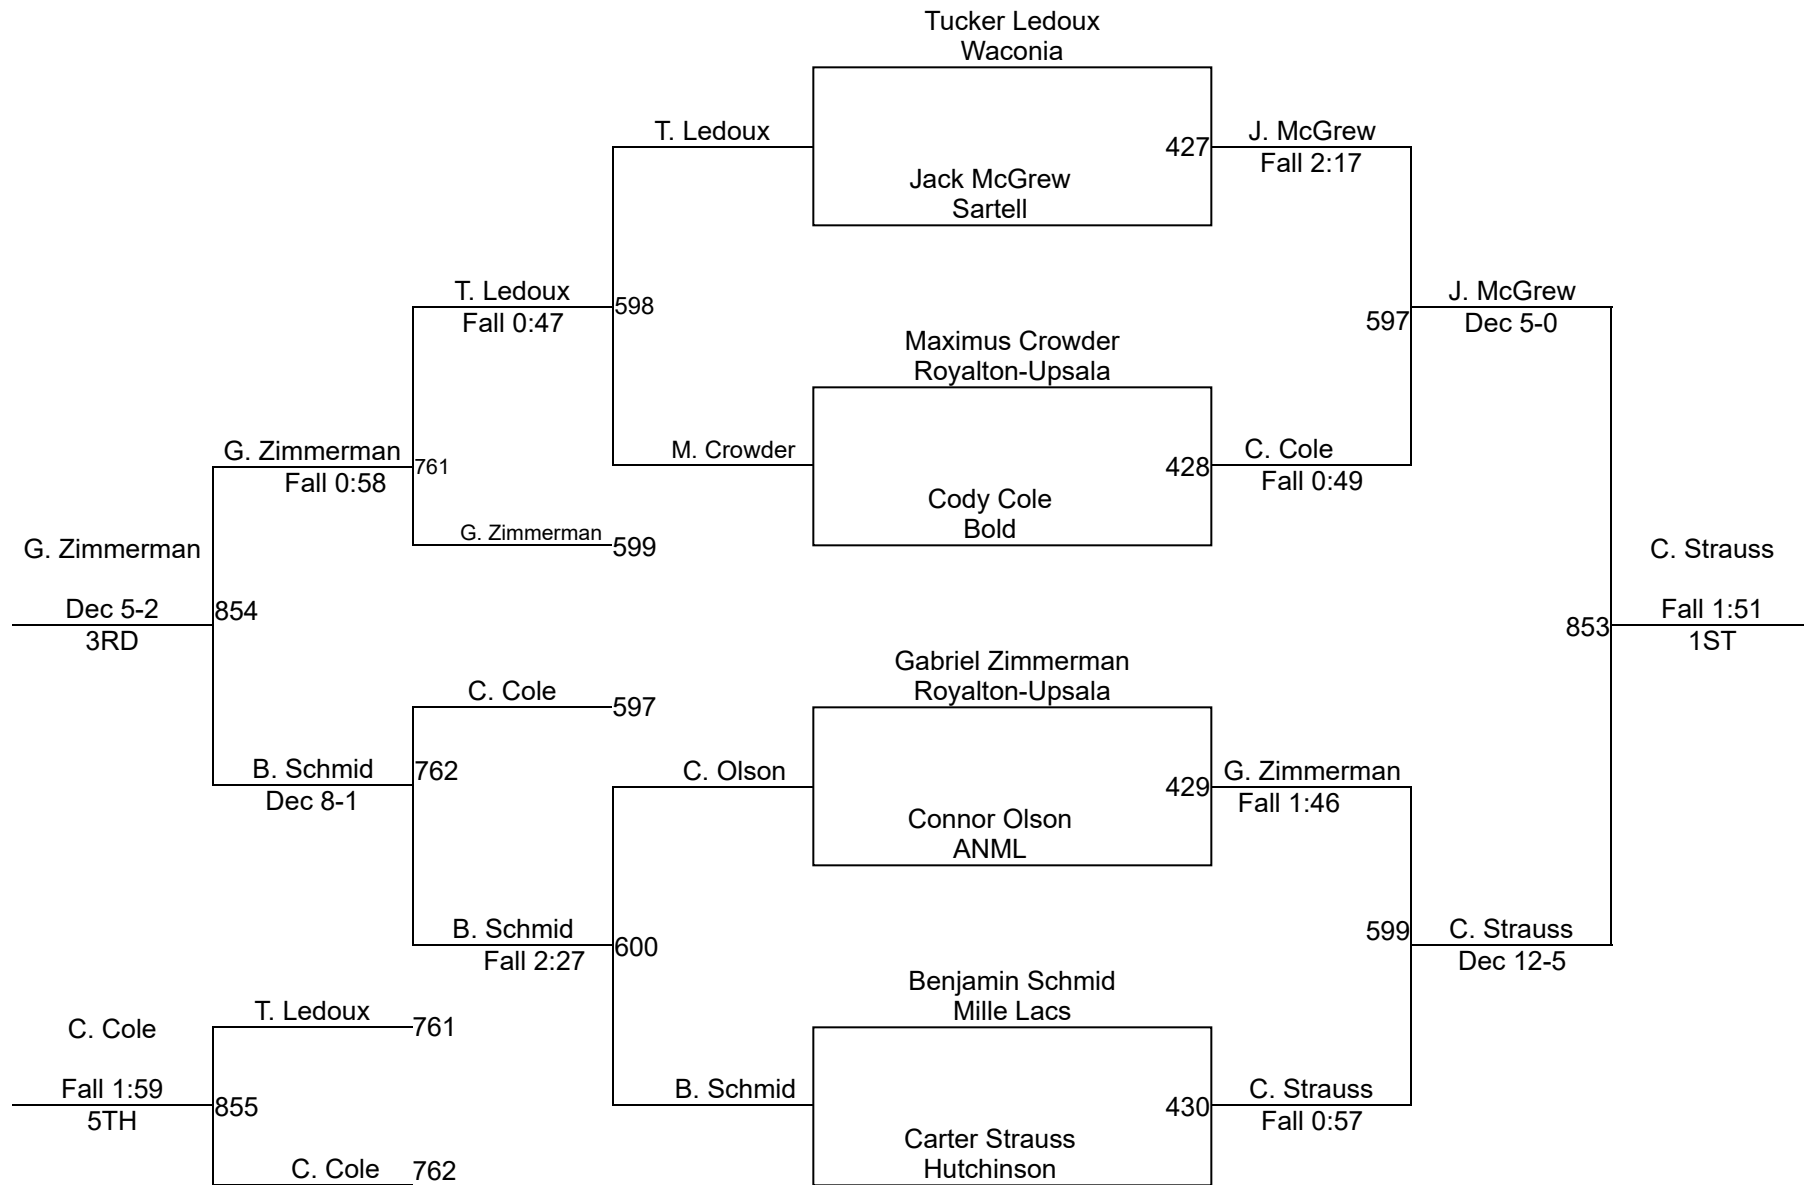 Tucker Ledoux
Waconia
T. Ledoux
427
J. McGrew
Fall 2:17
Jack McGrew
Sartell
T. Ledoux
Fall 0:47
598
597
J. McGrew
Dec 5-0
Maximus Crowder
Royalton-Upsala
G. Zimmerman
Fall 0:58
761
M. Crowder
428
C. Cole
Fall 0:49
Cody Cole
Bold
G. Zimmerman
599
G. Zimmerman
Dec 5-2
3RD
854
C. Strauss
Fall 1:51
1ST
853
Gabriel Zimmerman
Royalton-Upsala
C. Cole
597
B. Schmid
Dec 8-1
762
C. Olson
429
G. Zimmerman
Fall 1:46
Connor Olson
ANML
B. Schmid
Fall 2:27
600
599
C. Strauss
Dec 12-5
Benjamin Schmid
Mille Lacs
T. Ledoux
761
C. Cole
Fall 1:59
5TH
855
B. Schmid
430
C. Strauss
Fall 0:57
Carter Strauss
Hutchinson
C. Cole
762